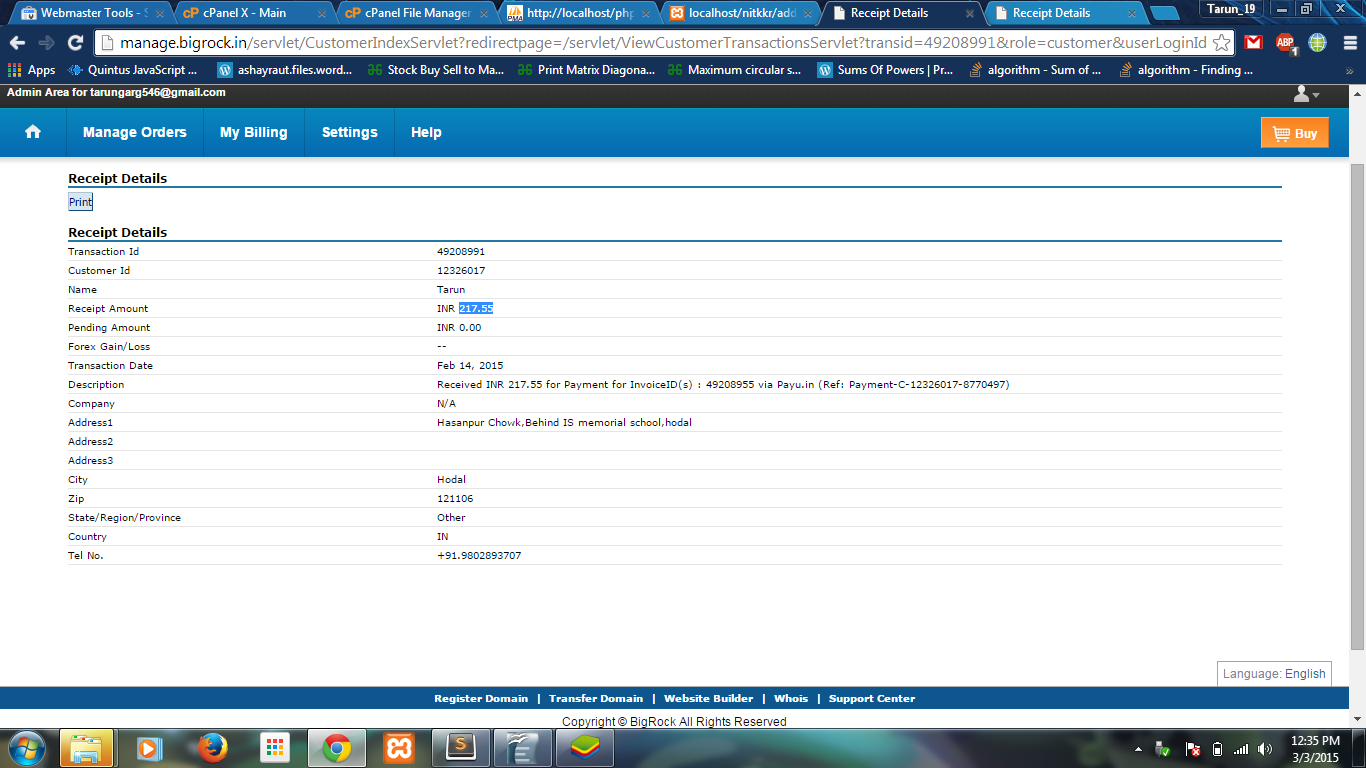 Webmaster Tools - S
cPanel X - Main
cPanel File Manager
http://localhost/php
localhost/nitkkr/add
Receipt Details
Receipt Details
Tarun_19
manage.bigrock.in/servlet/CustomerIndexServlet?redirectpage=/servlet/ViewCustomerTransactionsServlet?transid=49208991&role=customer&userLoginId
ABP 1
Apps
Quintus JavaScript ...
ashayraut.files.word...
Stock Buy Sell to Ma...
Print Matrix Diagona...
Maximum circular s...
Sums Of Powers | Pr...
algorithm - Sum of ...
algorithm - Finding ...
»
Admin Area for tarungarg546@gmail.com
Manage Orders My Billing Settings Help Buy
Receipt Details
Print
Receipt Details
Transaction Id 49208991
Customer Id 12326017
Name Tarun
Receipt Amount INR 217.55
Pending Amount INR 0.00
Forex Gain/Loss --
Transaction Date Feb 14, 2015
Description Received INR 217.55 for Payment for InvoiceID(s) : 49208955 via Payu.in (Ref: Payment-C-12326017-8770497)
Company N/A
Address1 Hasanpur Chowk,Behind IS memorial school,hodal
Address2
Address3
City Hodal
Zip 121106
State/Region/Province Other
Country IN
Tel No. +91.9802893707
Language: English
Register Domain | Transfer Domain | Website Builder | Whois | Support Center
Copyright © BigRock All Rights Reserved
12:35 PM
3/3/2015